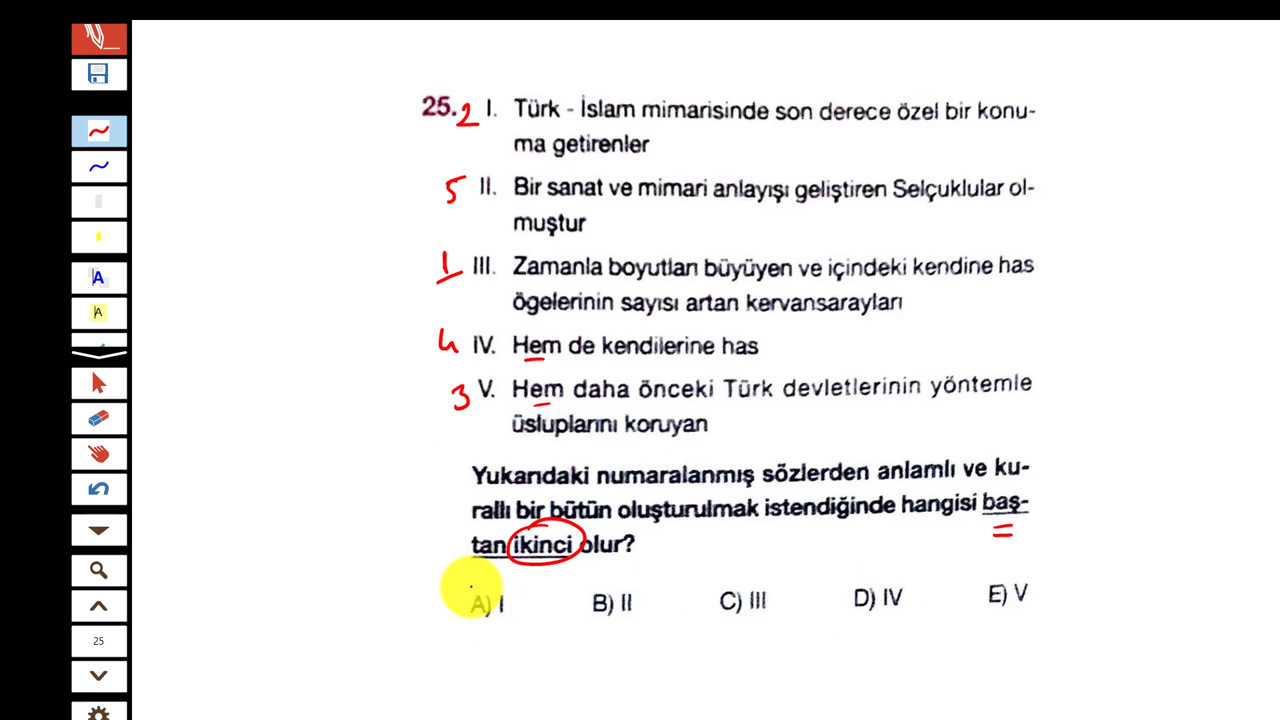 25. 2 I. Türk - İslam mimarisinde son derece özel bir konu-
ma getirenler
5 II. Bir sanat ve mimari anlayışı geliştiren Selçuklular ol-
muştur
1 III. Zamanla boyutları büyüyen ve içindeki kendine has
ögelerinin sayısı artan kervansarayları
4 IV. Hem de kendilerine has
3 V. Hem daha önceki Türk devletlerinin yöntemle
üsluplarını koruyan
Yukarıdaki numaralanmış sözlerden anlamlı ve ku-
rallı bir bütün oluşturulmak istendiğinde hangisi baş-
tan ikinci olur?
A) I B) II C) III D) IV E) V
A
A
25